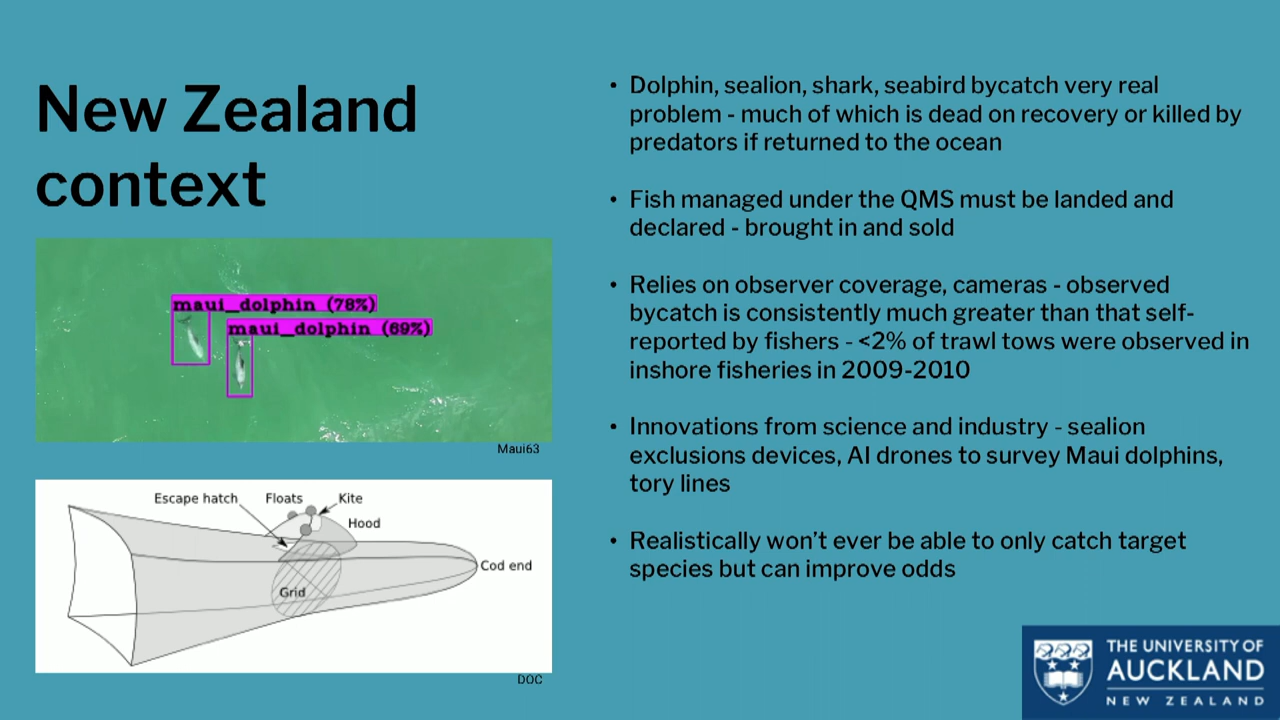 New Zealand
context
maui_dolphin (78%)
maui_dolphin (69%)
Maui63
Escape hatch
Floats
Kite
Hood
Cod end
Grid
DOC
• Dolphin, sealion, shark, seabird bycatch very real
problem - much of which is dead on recovery or killed by
predators if returned to the ocean
• Fish managed under the QMS must be landed and
declared - brought in and sold
• Relies on observer coverage, cameras - observed
bycatch is consistently much greater than that self-
reported by fishers - <2% of trawl tows were observed in
inshore fisheries in 2009-2010
• Innovations from science and industry - sealion
exclusions devices, AI drones to survey Maui dolphins,
tory lines
• Realistically won't ever be able to only catch target
species but can improve odds
THE UNIVERSITY OF
AUCKLAND
NEW ZEALAND